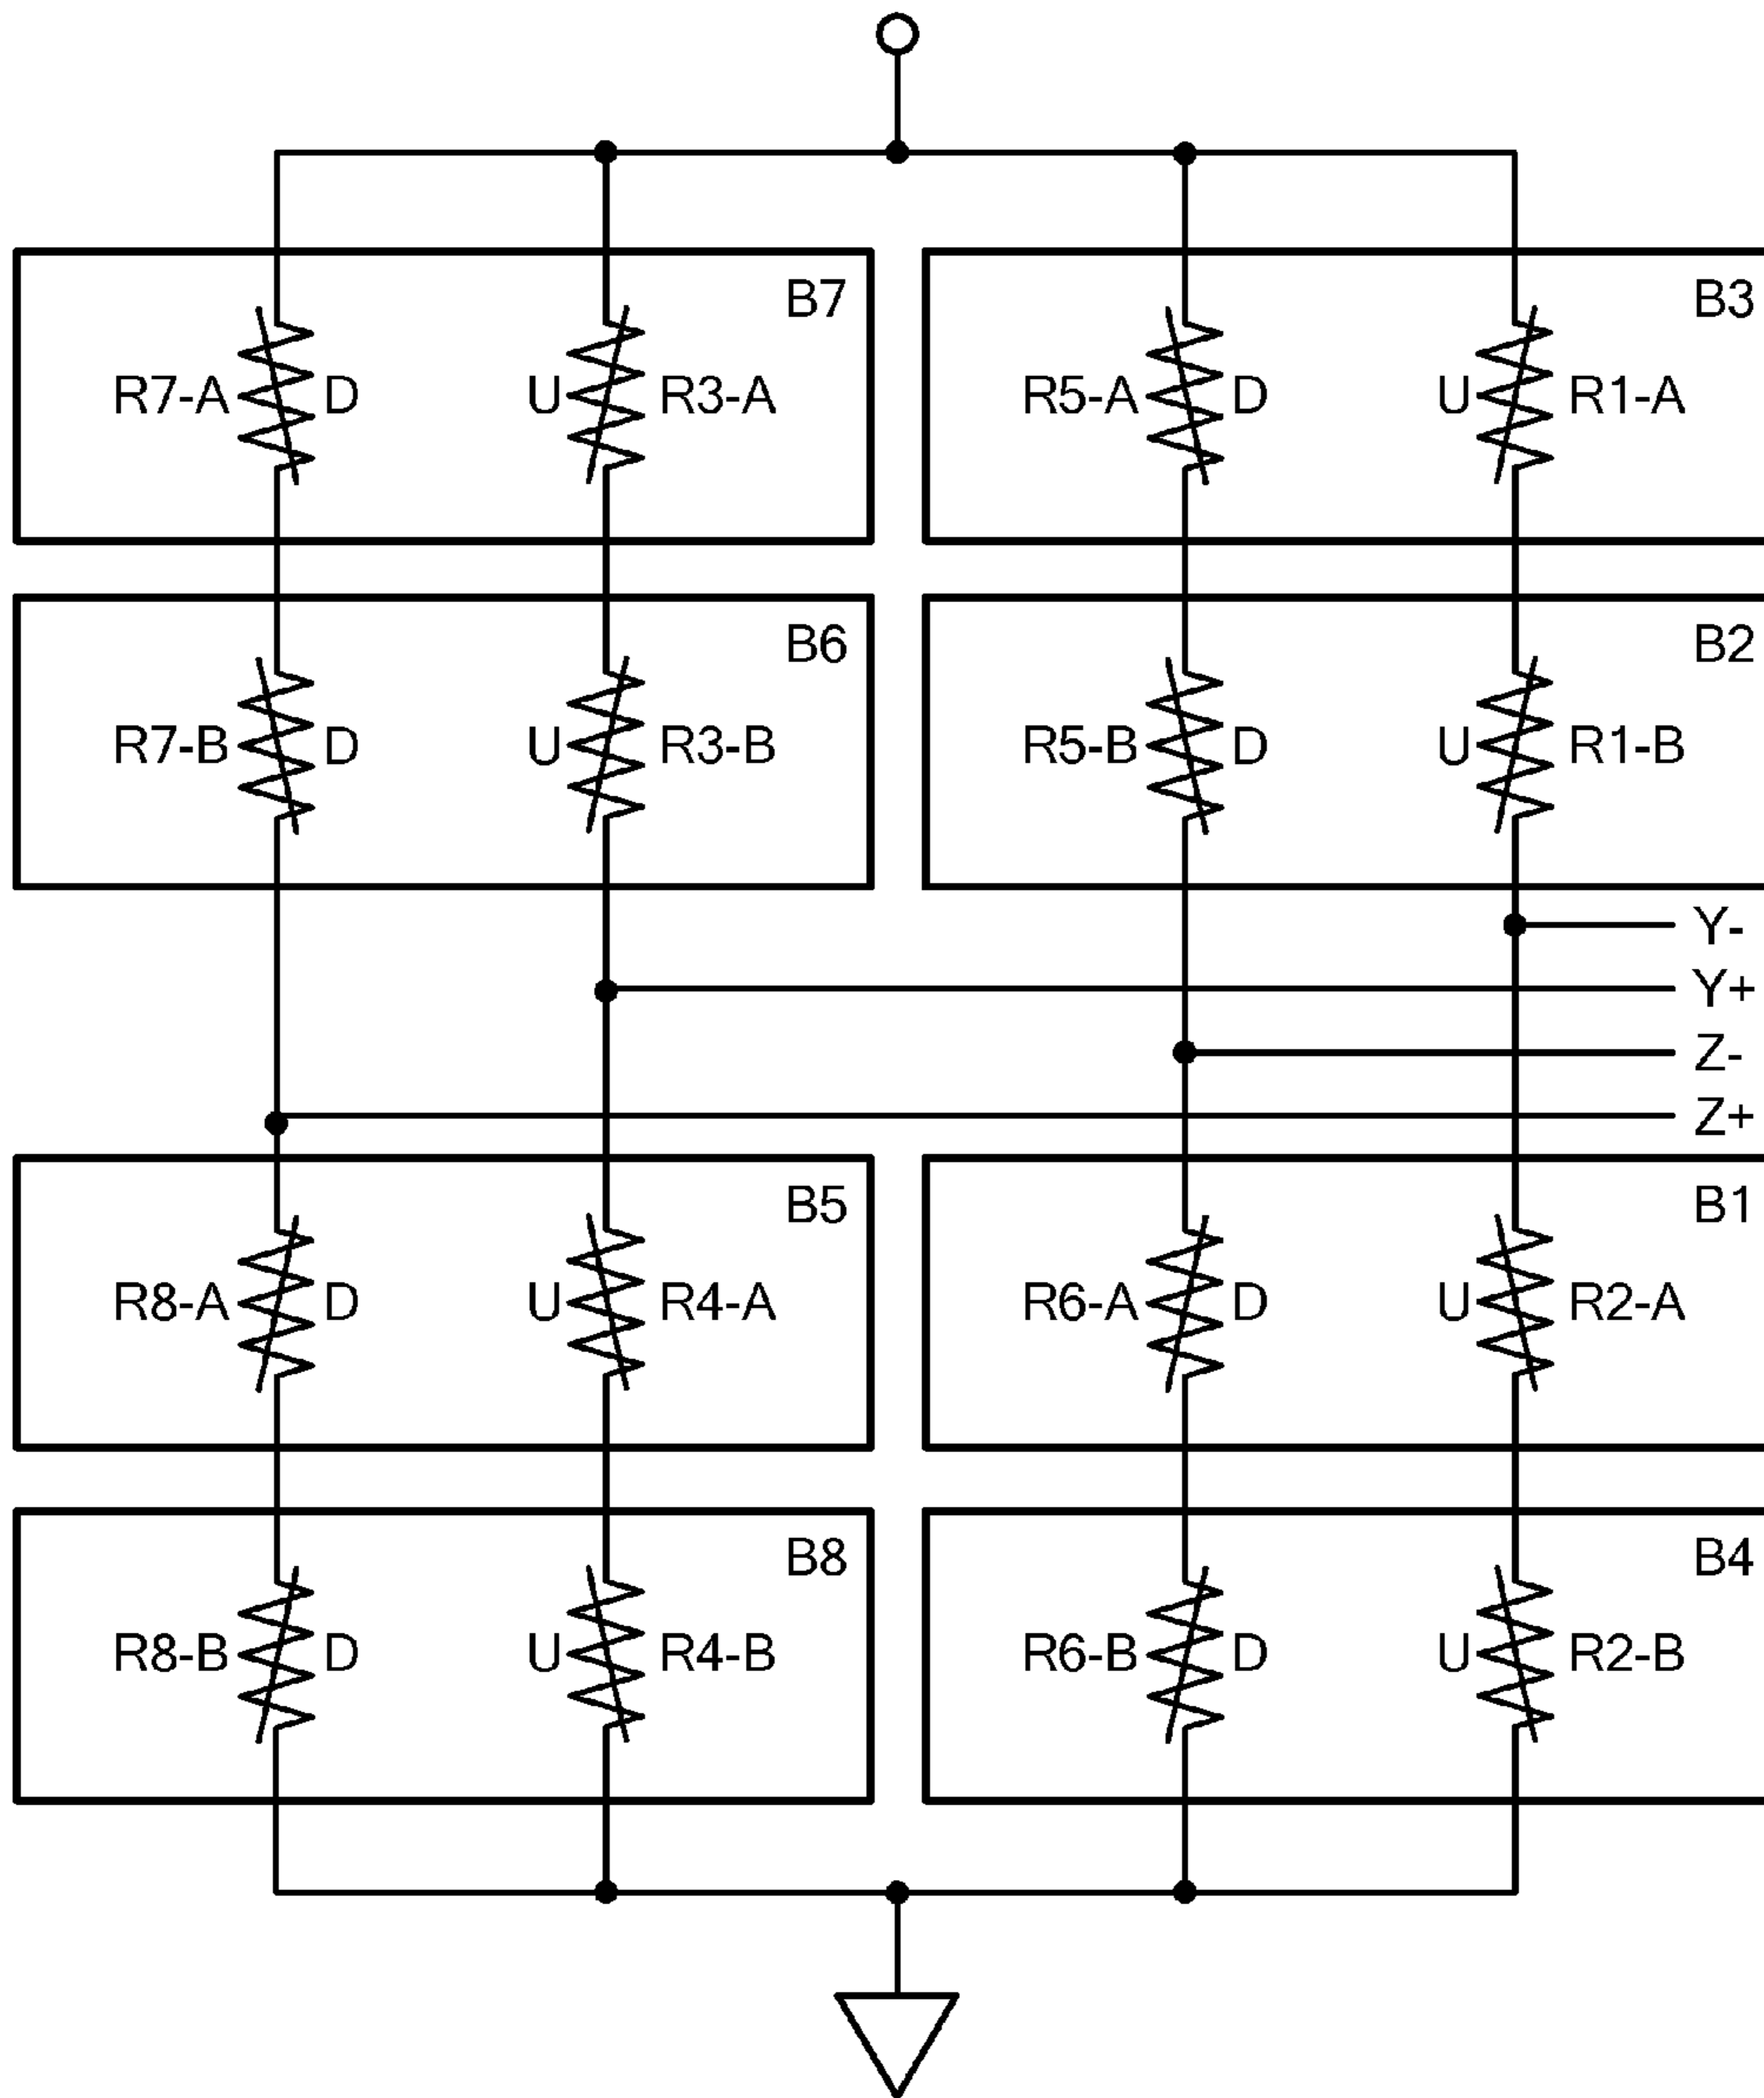 B7 B3
R7-A D U R3-A R5-A D U R1-A
B6 B2
R7-B D U R3-B R5-B D U R1-B
Y-
Y+
Z-
Z+
B5 B1
R8-A D U R4-A R6-A D U R2-A
B8 B4
R8-B D U R4-B R6-B D U R2-B